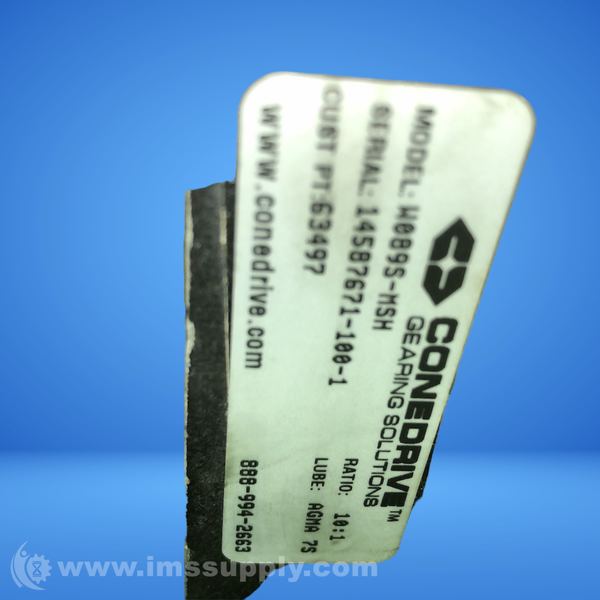 CONEDRIVE™
GEARING SOLUTIONS
MODEL: W089S-MSH
SERIAL: 14587671-100-1
CUST PT: 63497
RATIO: 10:1
LUBE: AGMA 7S
www.conedrive.com
888-994-2663
www.imssupply.com